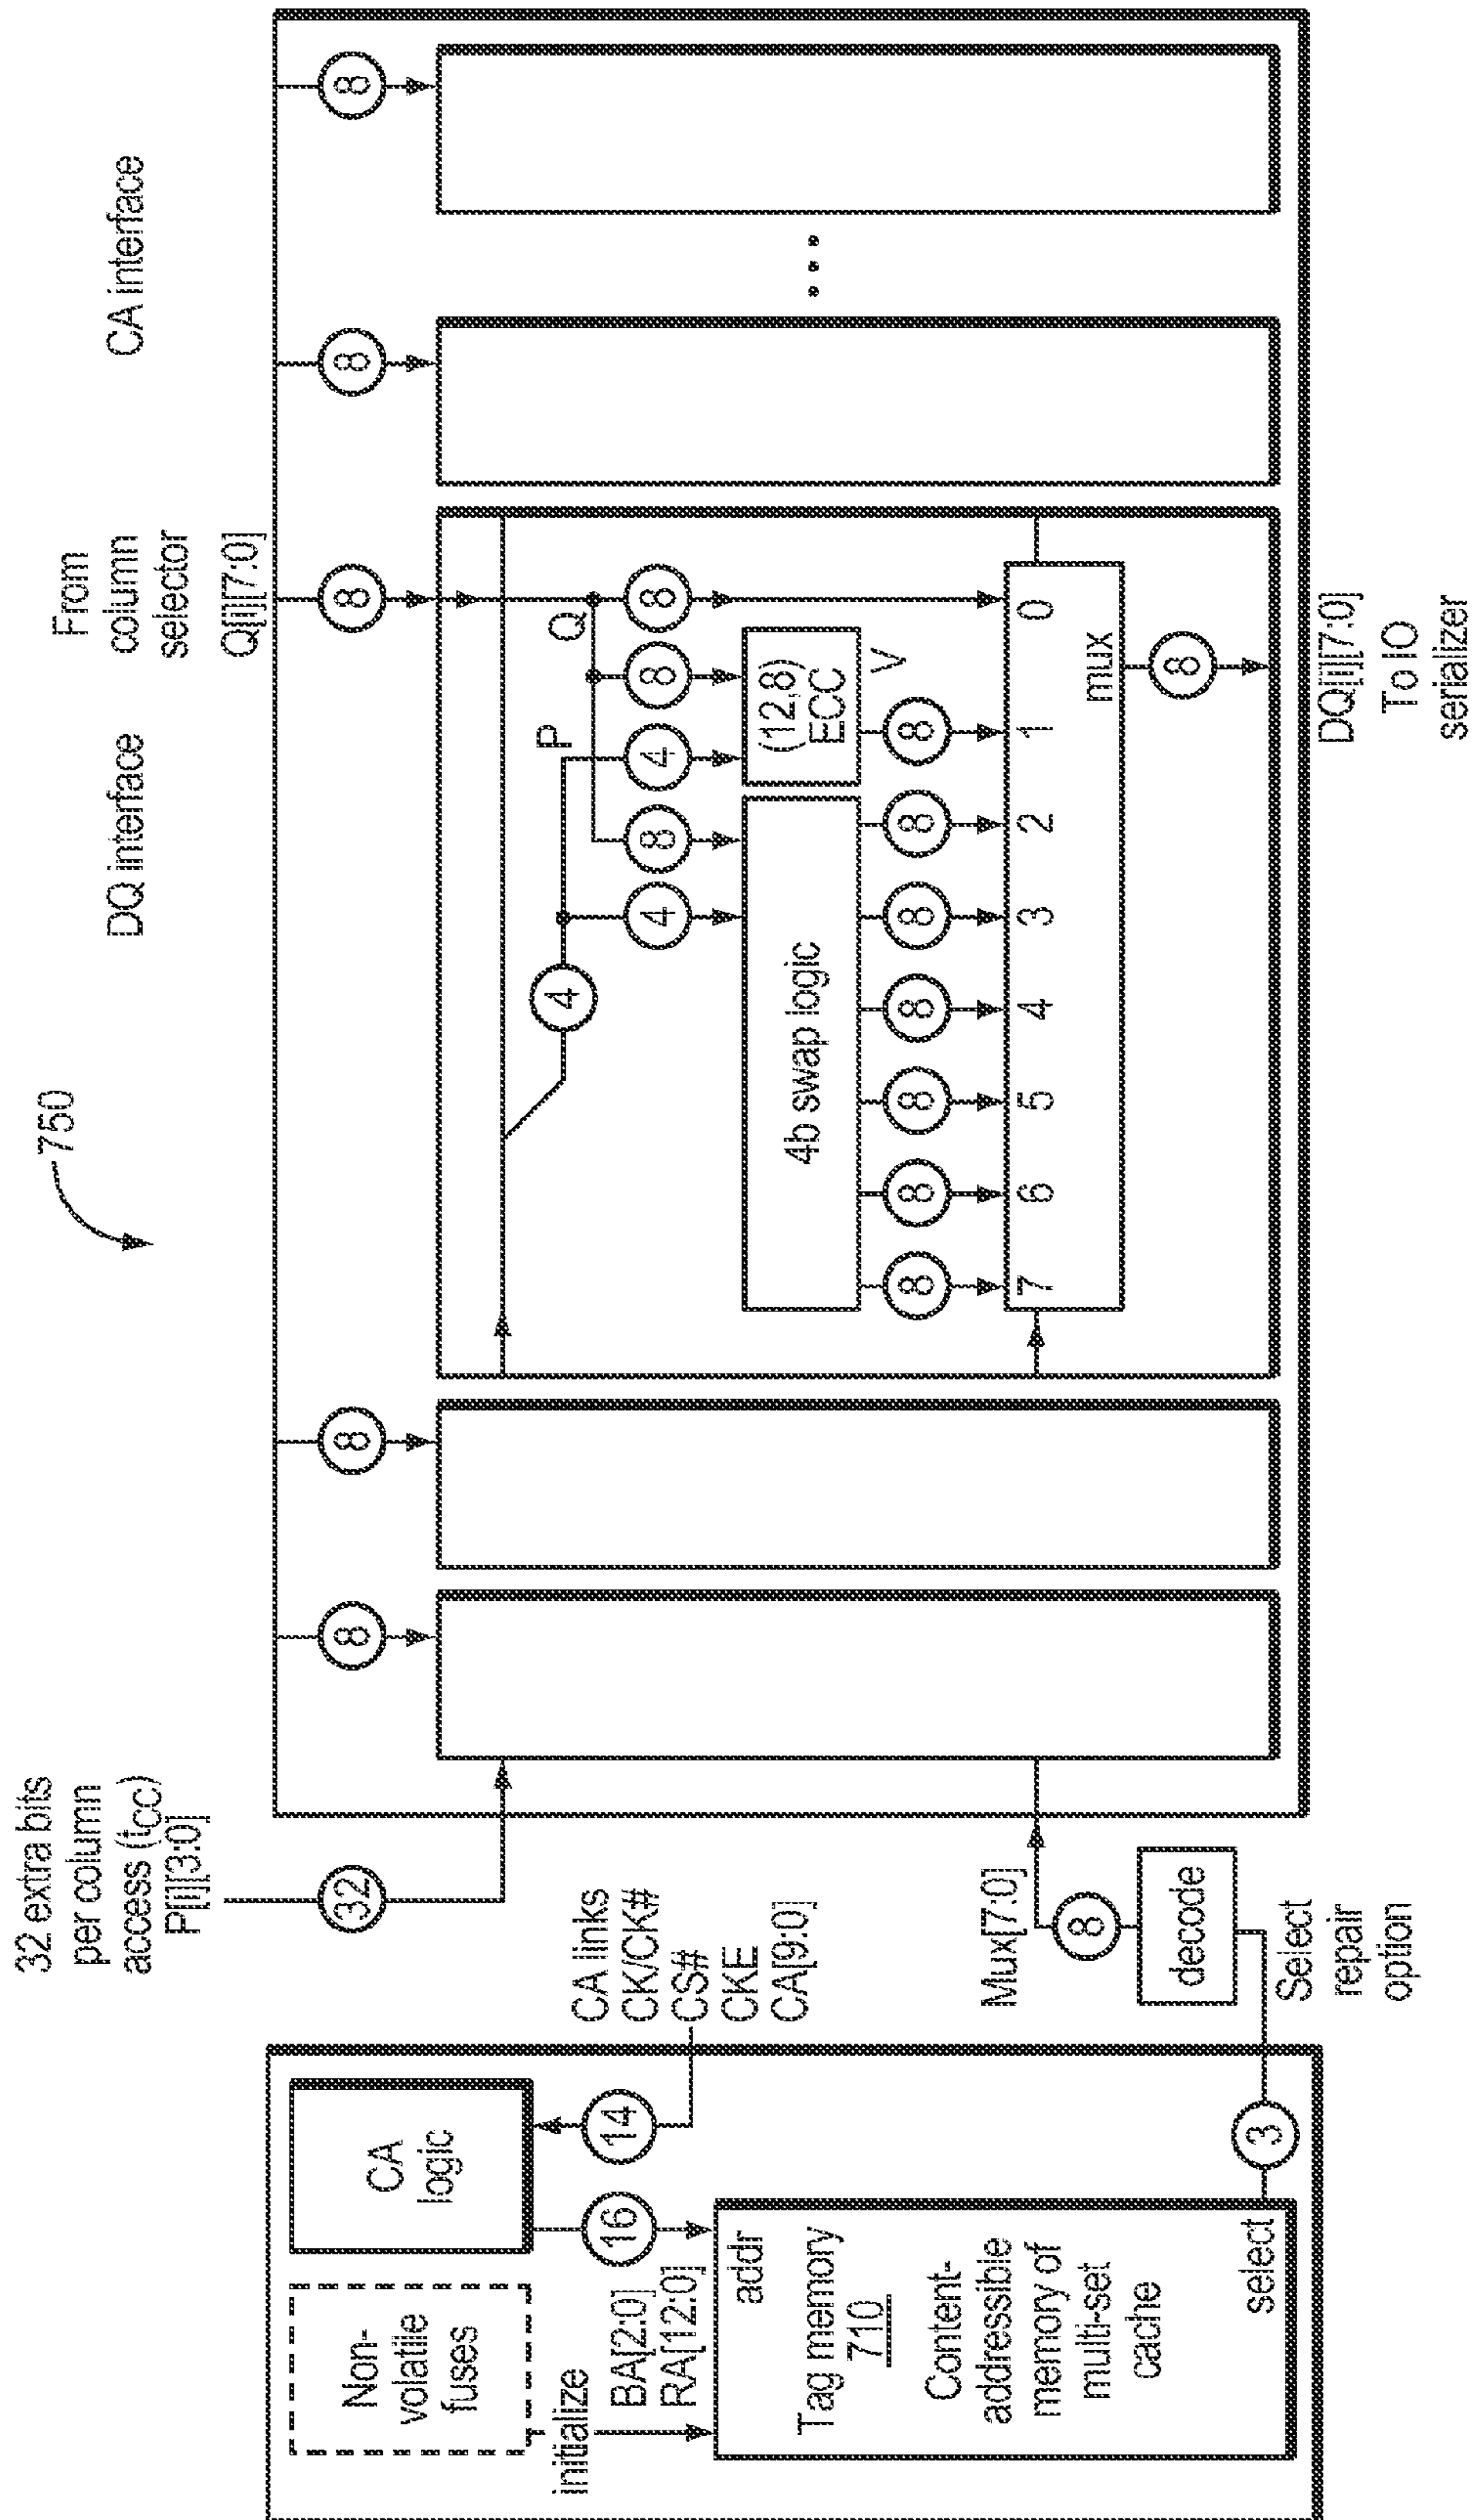 750
32 extra bits
per column
access (tCC)
P[i][3:0]
DQ interface
From
column
selector
Q[i][7:0]
CA interface
8
8
8
8
8
32
Non-
volatile
fuses
CA
logic
initialize
BA[2:0]
RA[12:0]
16
14
CA links
CK/CK#
CS#
CKE
CA[9:0]
addr
Tag memory
710
Content-
addressible
memory of
multi-set
cache
select
3
Mux[7:0]
8
decode
Select
repair
option
4
P
Q
4
8
4
8
8
4b swap logic
(12,8)
ECC
V
8
8
8
8
8
8
8
7
6
5
4
3
2
1
0
mux
8
DQ[i][7:0]
To IO
serializer